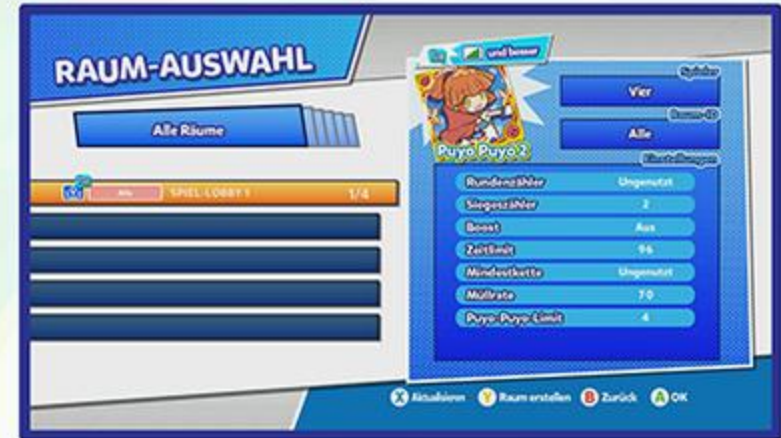 RAUM-AUSWAHL
und besser
Alle Räume
Puyo Puyo 2
Spieler
Vier
Raum-ID
Alle
Einstellungen
Alle SPIEL-LOBBY 1 1/4
Rundenzähler Ungenutzt
Siegeszähler 2
Boost Aus
Zeitlimit 96
Mindestkette Ungenutzt
Müllrate 70
Puyo-Puyo-Limit 4
X Aktualisieren Y Raum erstellen B Zurück A OK